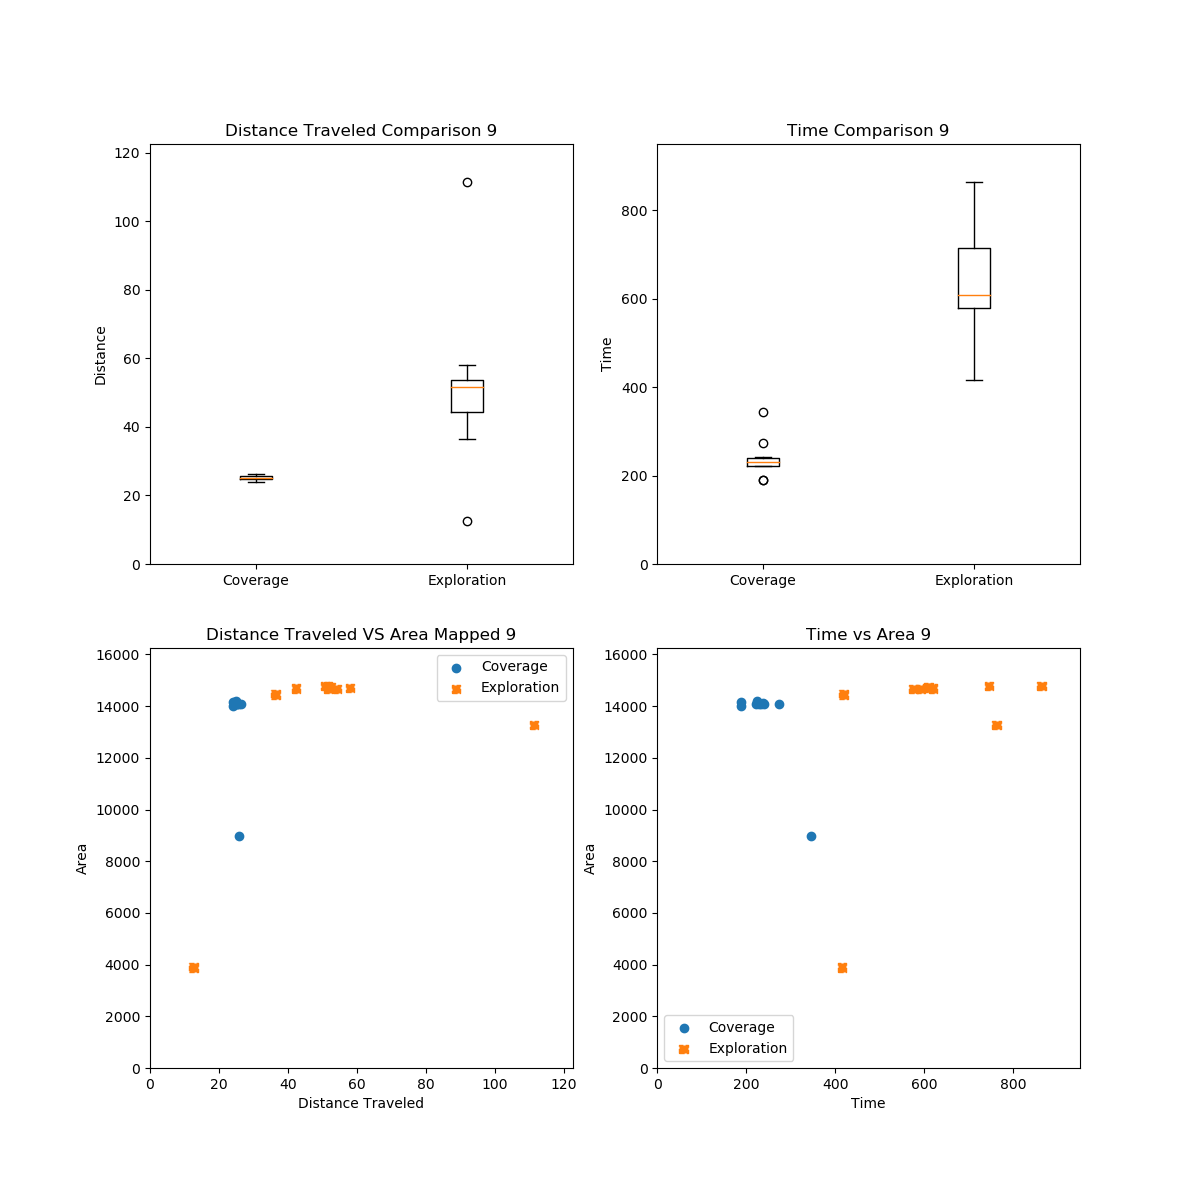 Distance Traveled Comparison 9
120
100
80
60
40
20
0
Distance
Coverage
Exploration
Time Comparison 9
800
600
400
200
0
Time
Coverage
Exploration
Distance Traveled VS Area Mapped 9
16000
14000
12000
10000
8000
6000
4000
2000
0
Area
Coverage
Exploration
0 20 40 60 80 100 120
Distance Traveled
Time vs Area 9
16000
14000
12000
10000
8000
6000
4000
2000
0
Area
Coverage
Exploration
0 200 400 600 800
Time